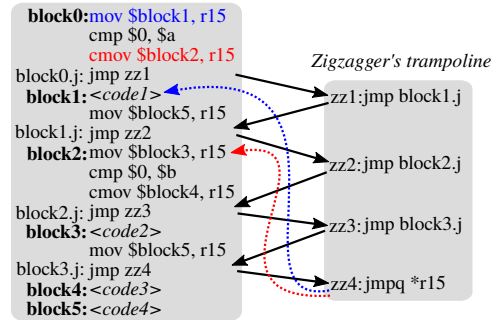 block0: mov $block1, r15
cmp $0, $a
cmov $block2, r15
block0.j: jmp zz1
block1: <code1>
mov $block5, r15
block1.j: jmp zz2
block2: mov $block3, r15
cmp $0, $b
cmov $block4, r15
block2.j: jmp zz3
block3: <code2>
mov $block5, r15
block3.j: jmp zz4
block4: <code3>
block5: <code4>
Zigzagger's trampoline
zz1: jmp block1.j
zz2: jmp block2.j
zz3: jmp block3.j
zz4: jmpq *r15